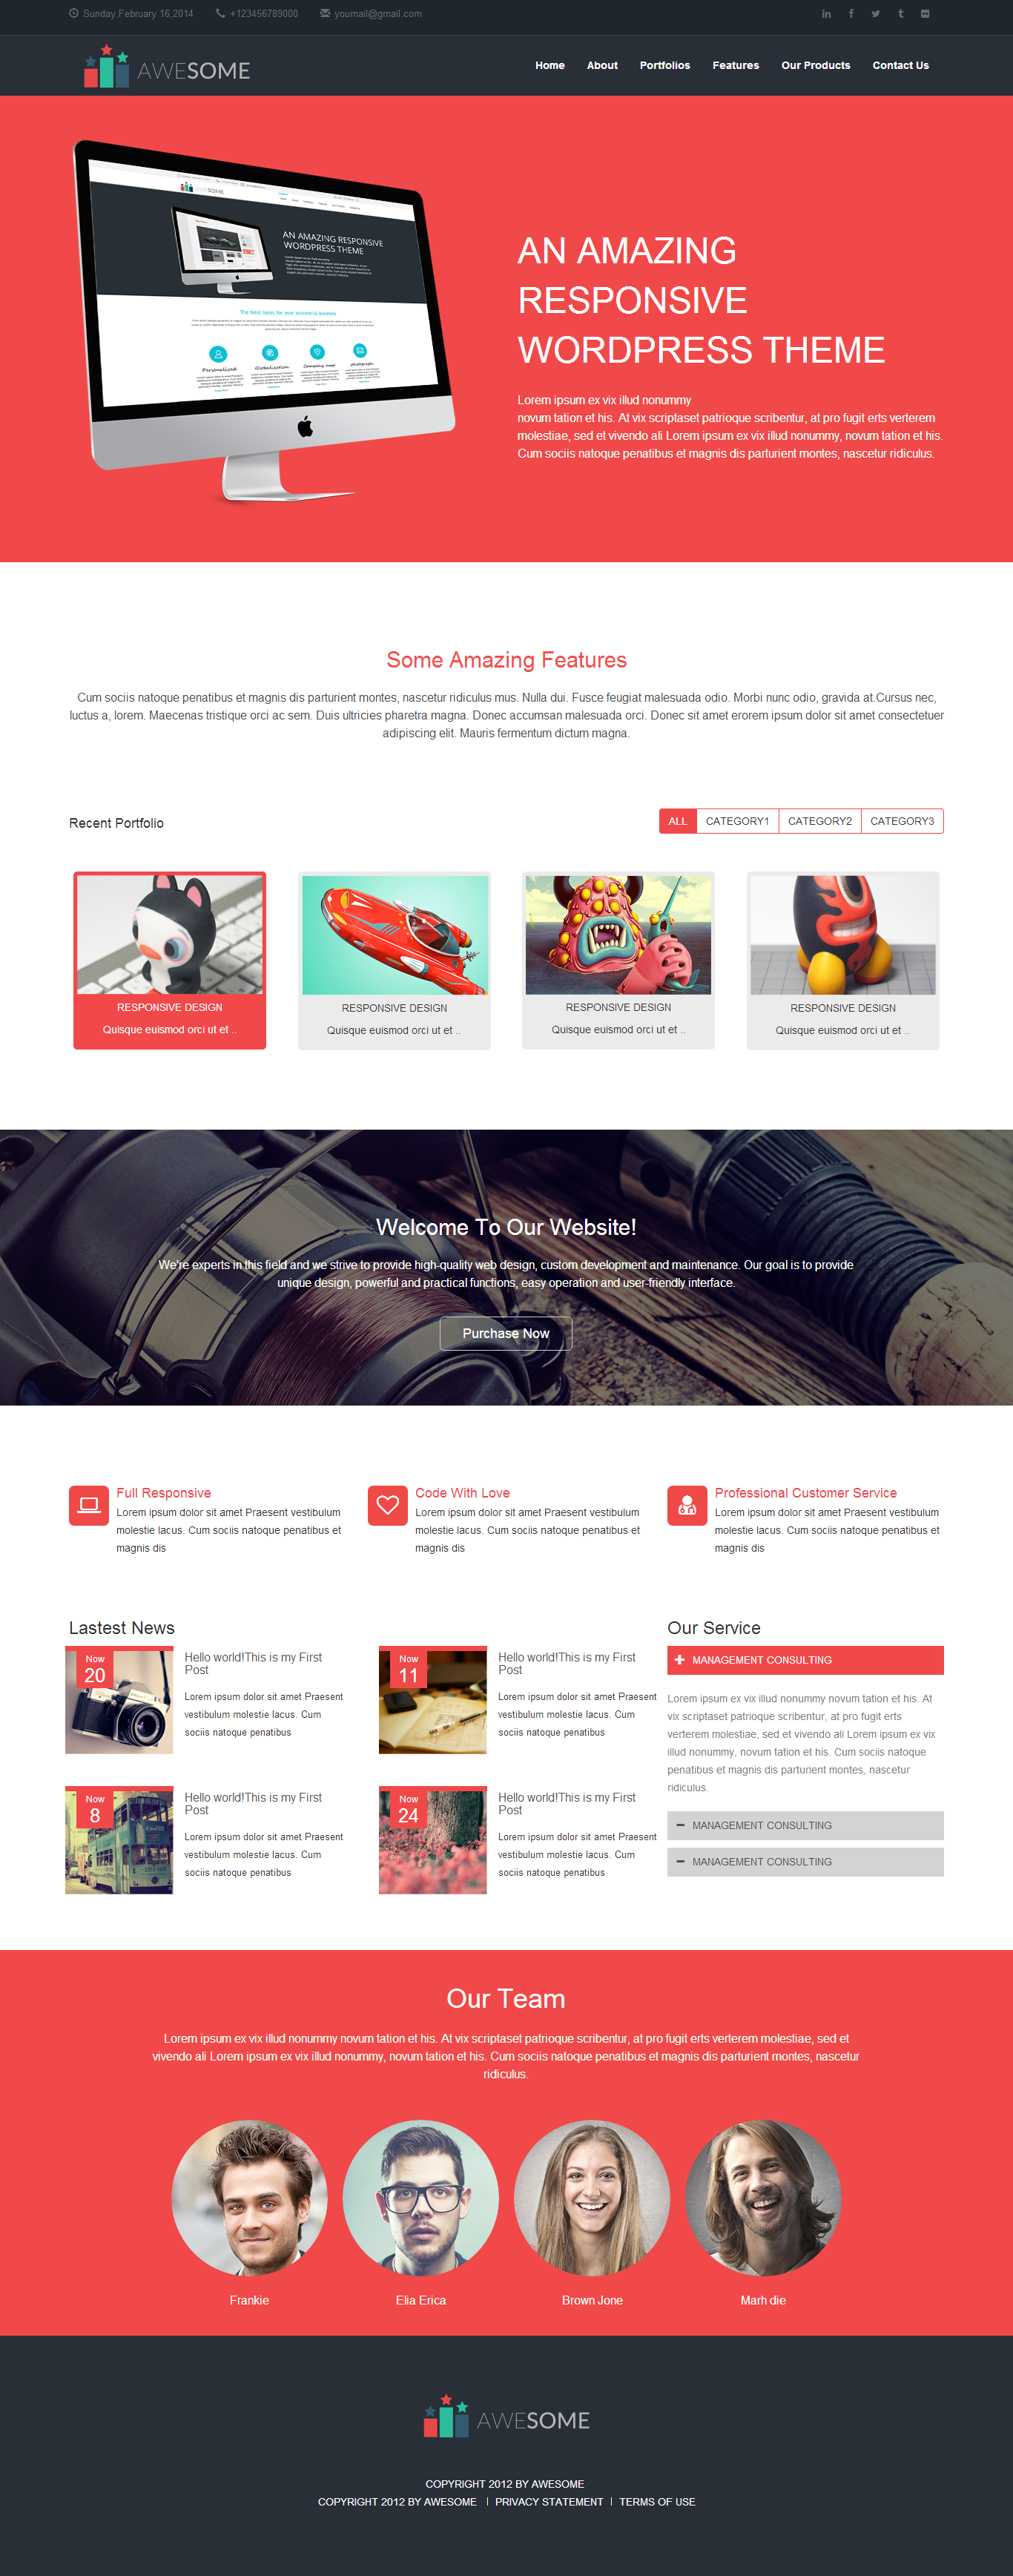 Sunday,February 16,2014 +123456789000 youmail@gmail.com
AWESOME
Home About Portfolios Features Our Products Contact Us
AWESOME
AN AMAZING RESPONSIVE
WORDPRESS THEME
The best ideas for your successful busines
Personalized Globalization Company map photograph
AN AMAZING
RESPONSIVE
WORDPRESS THEME
Lorem ipsum ex vix illud nonummy
novum tation et his. At vix scriptaset patrioque scribentur, at pro fugit erts verterem
molestiae, sed et vivendo ali Lorem ipsum ex vix illud nonummy, novum tation et his.
Cum sociis natoque penatibus et magnis dis parturient montes, nascetur ridiculus.
Some Amazing Features
Cum sociis natoque penatibus et magnis dis parturient montes, nascetur ridiculus mus. Nulla dui. Fusce feugiat malesuada odio. Morbi nunc odio, gravida at.Cursus nec,
luctus a, lorem. Maecenas tristique orci ac sem. Duis ultricies pharetra magna. Donec accumsan malesuada orci. Donec sit amet erorem ipsum dolor sit amet consectetuer
adipiscing elit. Mauris fermentum dictum magna.
Recent Portfolio
ALL CATEGORY1 CATEGORY2 CATEGORY3
RESPONSIVE DESIGN
Quisque euismod orci ut et ..
RESPONSIVE DESIGN
Quisque euismod orci ut et ..
RESPONSIVE DESIGN
Quisque euismod orci ut et ..
RESPONSIVE DESIGN
Quisque euismod orci ut et ..
Welcome To Our Website!
We're experts in this field and we strive to provide high-quality web design, custom development and maintenance. Our goal is to provide
unique design, powerful and practical functions, easy operation and user-friendly interface.
Purchase Now
Full Responsive
Lorem ipsum dolor sit amet Praesent vestibulum
molestie lacus. Cum sociis natoque penatibus et
magnis dis
Code With Love
Lorem ipsum dolor sit amet Praesent vestibulum
molestie lacus. Cum sociis natoque penatibus et
magnis dis
Professional Customer Service
Lorem ipsum dolor sit amet Praesent vestibulum
molestie lacus. Cum sociis natoque penatibus et
magnis dis
Lastest News
Now
20
Hello world!This is my First
Post
Lorem ipsum dolor sit amet Praesent
vestibulum molestie lacus. Cum
sociis natoque penatibus
Now
11
Hello world!This is my First
Post
Lorem ipsum dolor sit amet Praesent
vestibulum molestie lacus. Cum
sociis natoque penatibus
Now
8
Hello world!This is my First
Post
Lorem ipsum dolor sit amet Praesent
vestibulum molestie lacus. Cum
sociis natoque penatibus
Now
24
Hello world!This is my First
Post
Lorem ipsum dolor sit amet Praesent
vestibulum molestie lacus. Cum
sociis natoque penatibus
Our Service
MANAGEMENT CONSULTING
Lorem ipsum ex vix illud nonummy novum tation et his. At
vix scriptaset patrioque scribentur, at pro fugit erts
verterem molestiae, sed et vivendo ali Lorem ipsum ex vix
illud nonummy, novum tation et his. Cum sociis natoque
penatibus et magnis dis parturient montes, nascetur
ridiculus.
MANAGEMENT CONSULTING
MANAGEMENT CONSULTING
Our Team
Lorem ipsum ex vix illud nonummy novum tation et his. At vix scriptaset patrioque scribentur, at pro fugit erts verterem molestiae, sed et
vivendo ali Lorem ipsum ex vix illud nonummy, novum tation et his. Cum sociis natoque penatibus et magnis dis parturient montes, nascetur
ridiculus.
Frankie Elia Erica Brown Jone Marh die
AWESOME
COPYRIGHT 2012 BY AWESOME
COPYRIGHT 2012 BY AWESOME | PRIVACY STATEMENT | TERMS OF USE